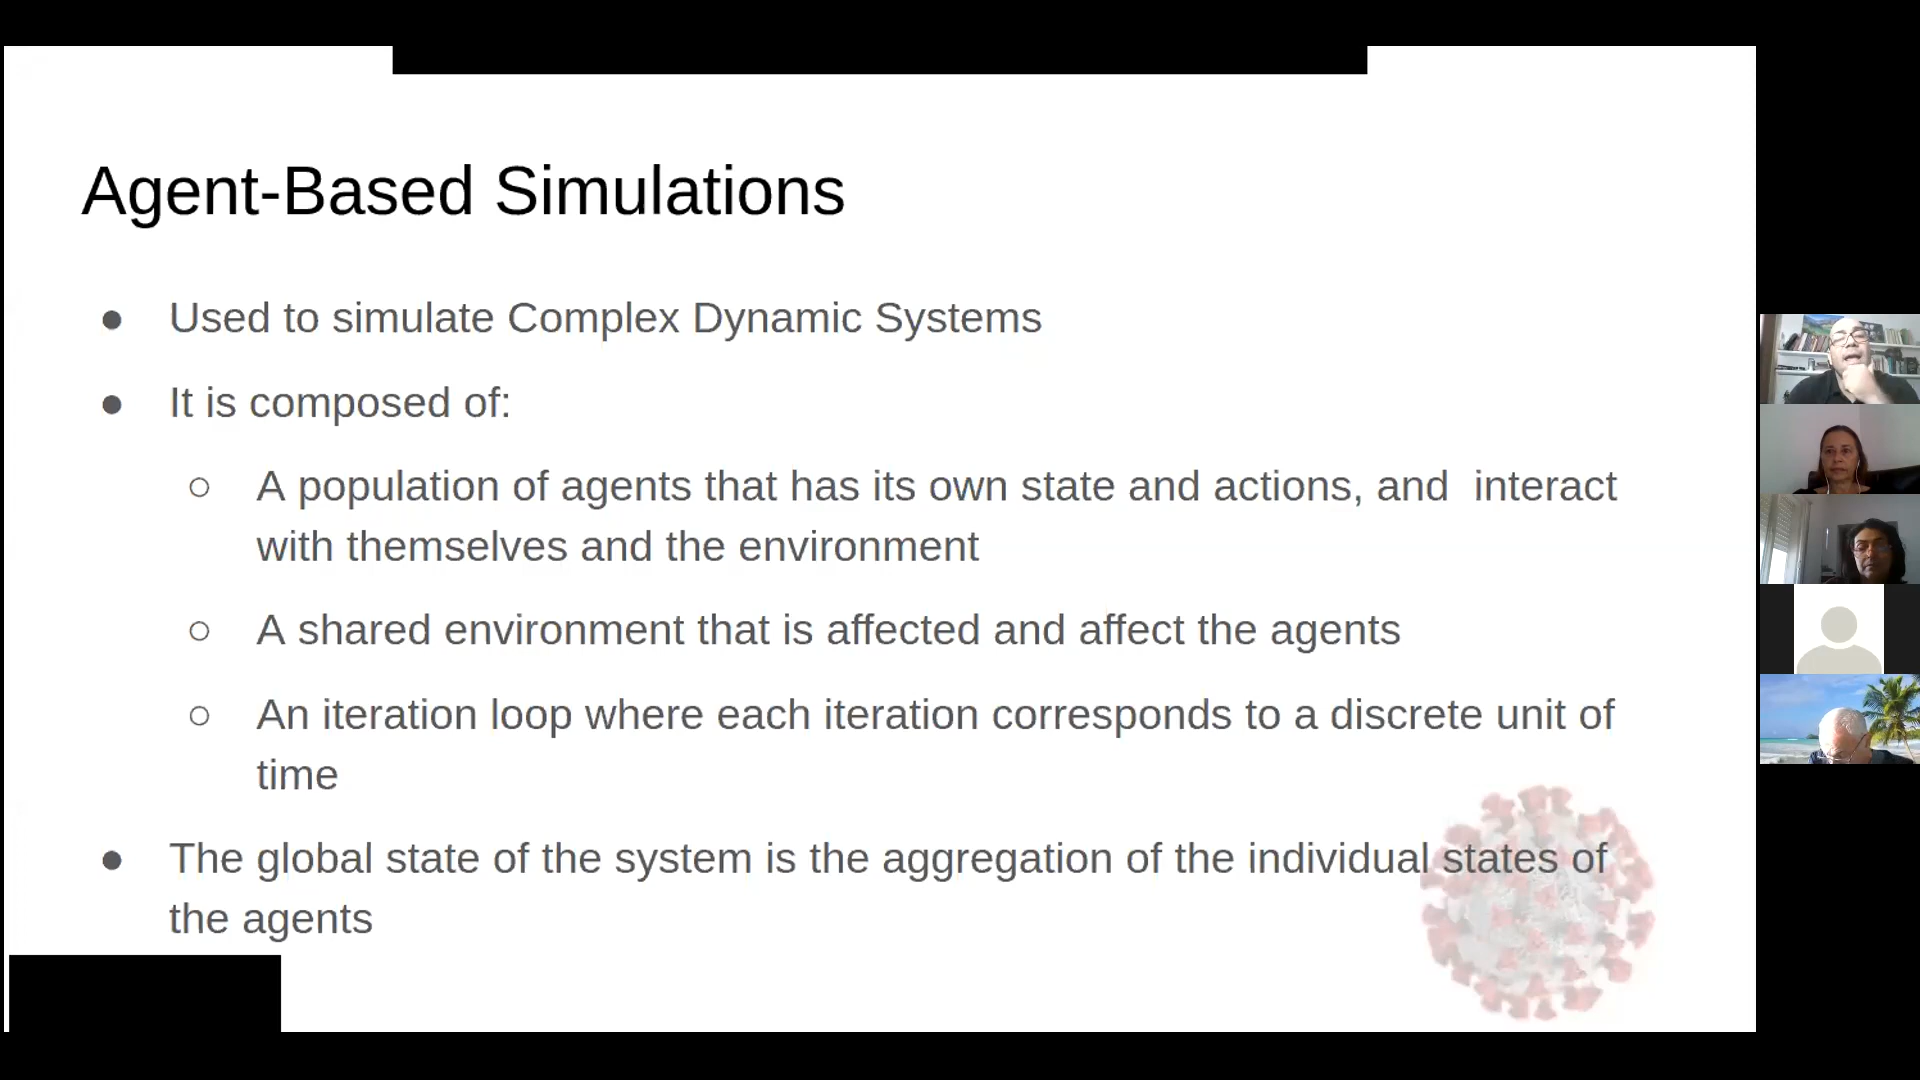 Agent-Based Simulations
● Used to simulate Complex Dynamic Systems
● It is composed of:
○ A population of agents that has its own state and actions, and  interact
with themselves and the environment
○ A shared environment that is affected and affect the agents
○ An iteration loop where each iteration corresponds to a discrete unit of
time
● The global state of the system is the aggregation of the individual states of
the agents